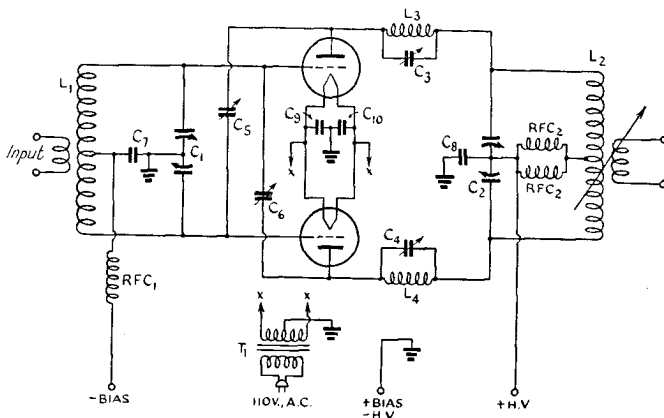 L3
L1
L2
C3
C9
C10
C7
C5
C8
RFC2
Input
C1
C2
RFC2
C6
C4
RFC1
L4
x
x
x
x
T1
-BIAS
110V., A.C.
+BIAS
-H.V
+H.V